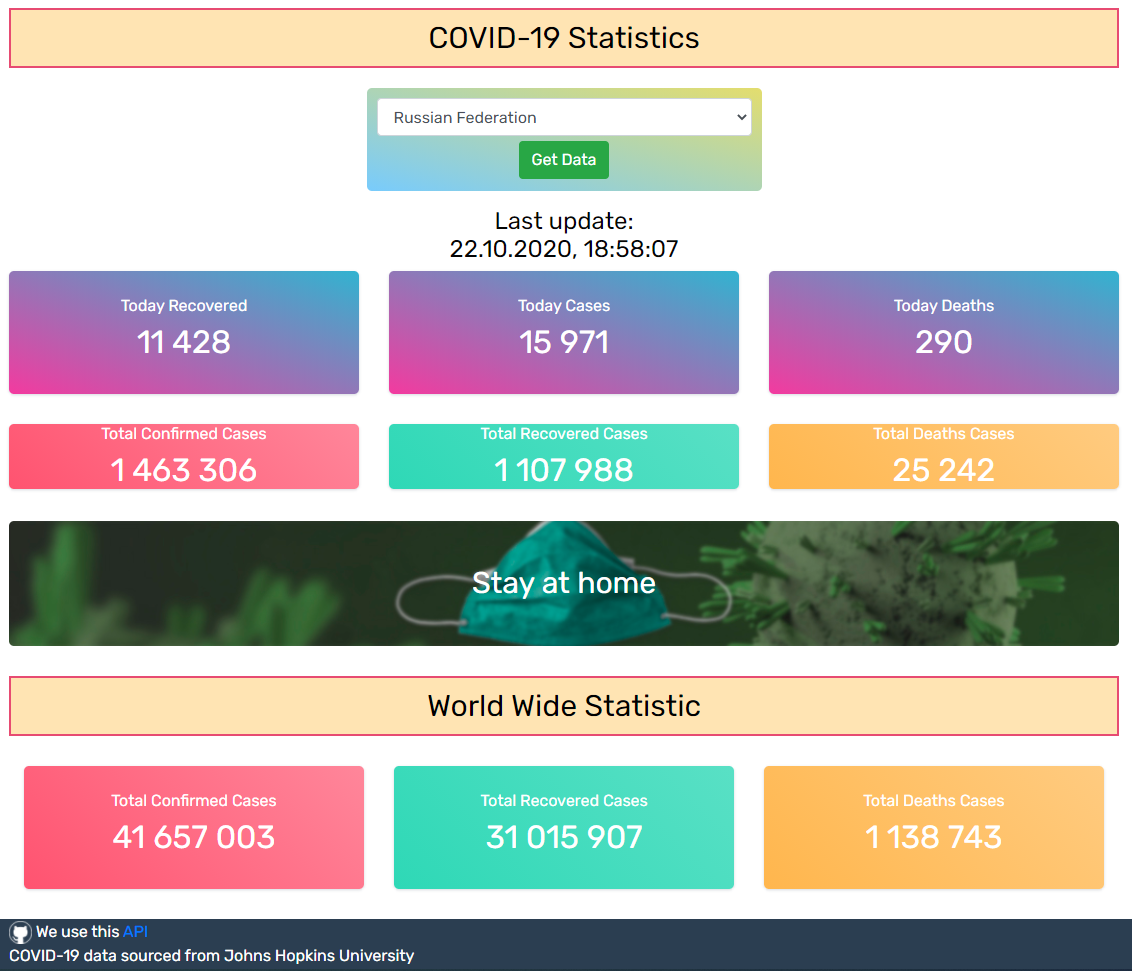 COVID-19 Statistics
Russian Federation
Get Data
Last update:
22.10.2020, 18:58:07
Today Recovered
11 428
Today Cases
15 971
Today Deaths
290
Total Confirmed Cases
1 463 306
Total Recovered Cases
1 107 988
Total Deaths Cases
25 242
Stay at home
World Wide Statistic
Total Confirmed Cases
41 657 003
Total Recovered Cases
31 015 907
Total Deaths Cases
1 138 743
We use this API
COVID-19 data sourced from Johns Hopkins University